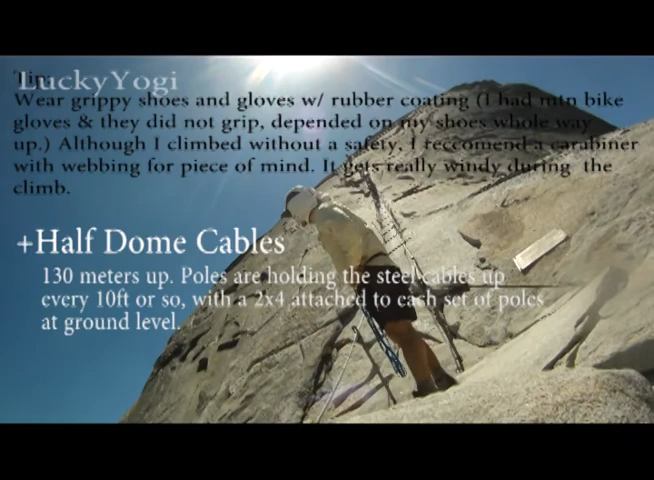 Tip:
LuckyYogi
Wear grippy shoes and gloves w/ rubber coating (I had mtn bike
gloves & they did not grip, depended on my shoes whole way
up.) Although I climbed without a safety, I reccomend a carabiner
with webbing for piece of mind. It gets really windy during the
climb.
+Half Dome Cables
130 meters up. Poles are holding the steel cables up
every 10ft or so, with a 2x4 attached to each set of poles
at ground level.